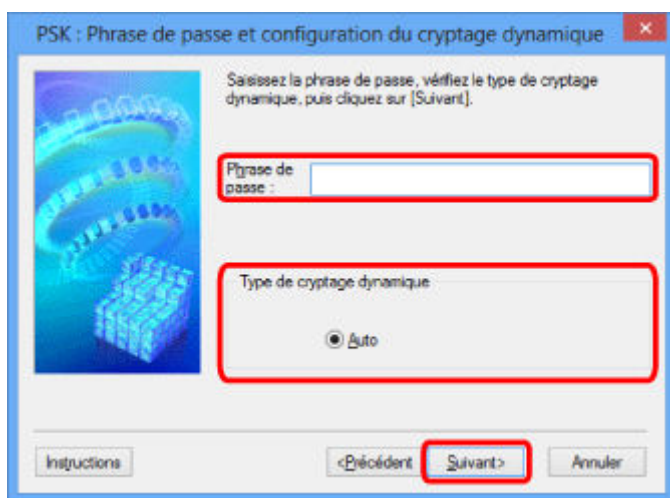 PSK : Phrase de passe et configuration du cryptage dynamique
Saisissez la phrase de passe, vérifiez le type de cryptage
dynamique, puis cliquez sur [Suivant].
Phrase de
passe :
Type de cryptage dynamique
Auto
Instructions
<Précédent
Suivant>
Annuler